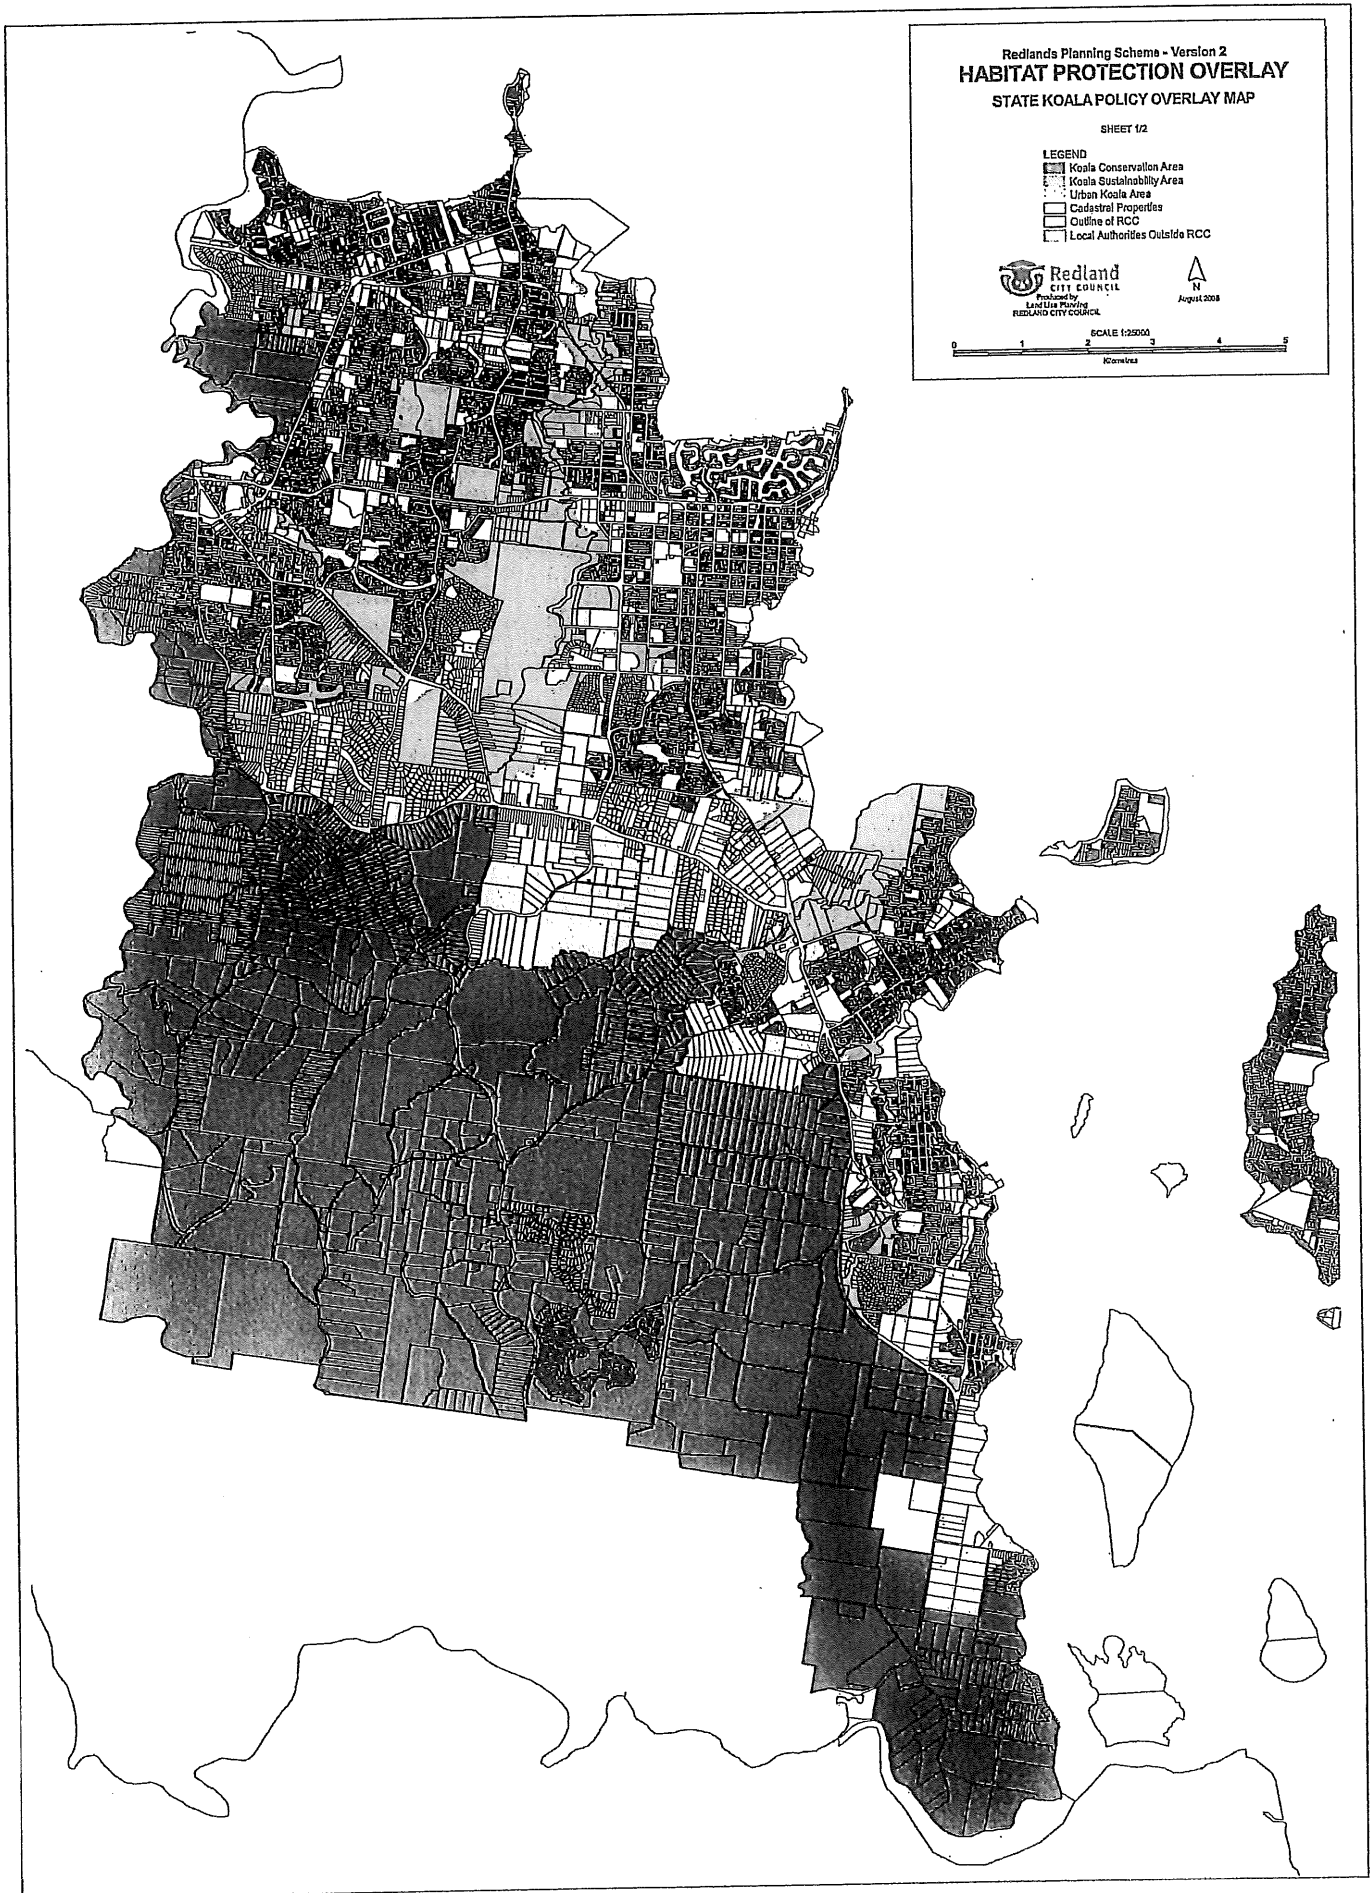 Redlands Planning Scheme - Version 2
HABITAT PROTECTION OVERLAY
STATE KOALA POLICY OVERLAY MAP
SHEET 1/2
LEGEND
Koala Conservation Area
Koala Sustainability Area
Urban Koala Area
Cadastral Properties
Outline of RCC
Local Authorities Outside RCC
Redland
CITY COUNCIL
Produced by
Land Use Planning
REDLAND CITY COUNCIL
N
August 2008
SCALE 1:25000
0 1 2 3 4 5
Kilometres